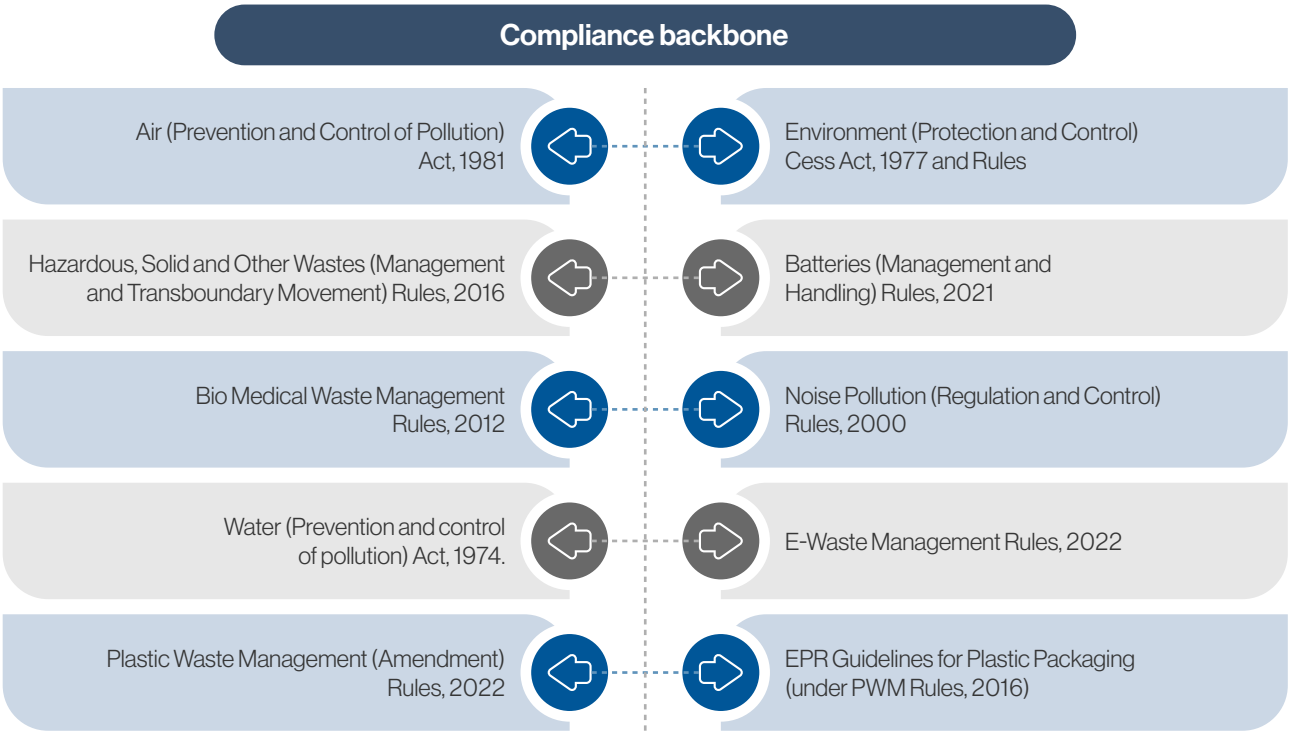 Compliance backbone
Air (Prevention and Control of Pollution)
Act, 1981
Environment (Protection and Control)
Cess Act, 1977 and Rules
Hazardous, Solid and Other Wastes (Management
and Transboundary Movement) Rules, 2016
Batteries (Management and
Handling) Rules, 2021
Bio Medical Waste Management
Rules, 2012
Noise Pollution (Regulation and Control)
Rules, 2000
Water (Prevention and control
of pollution) Act, 1974.
E-Waste Management Rules, 2022
Plastic Waste Management (Amendment)
Rules, 2022
EPR Guidelines for Plastic Packaging
(under PWM Rules, 2016)